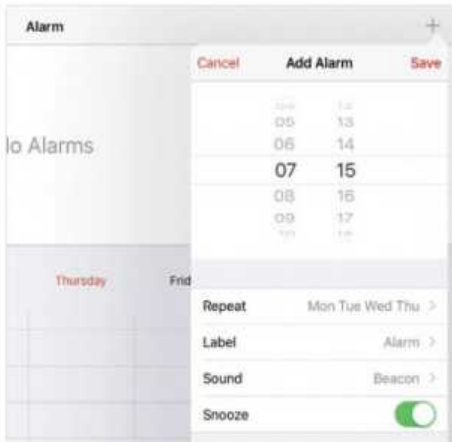 Alarm +
Cancel Add Alarm Save
05 13
06 14
lo Alarms
07 15
08 16
09 17
Thursday Frid
Repeat Mon Tue Wed Thu >
Label Alarm >
Sound Beacon >
Snooze